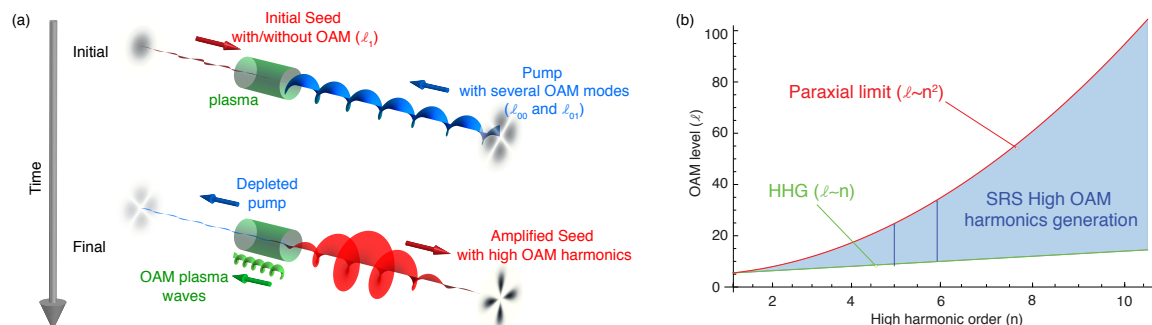 (a)
Initial Seed
with/without OAM (ℓ₁)
Initial
plasma
Pump
with several OAM modes
(ℓ₀₀ and ℓ₀₁)
Time
Depleted
pump
Final
Amplified Seed
with high OAM harmonics
OAM plasma
waves
(b)
100
80
60
40
20
0
OAM level (ℓ)
Paraxial limit (ℓ~n²)
HHG (ℓ~n)
SRS High OAM
harmonics generation
2
4
6
8
10
High harmonic order (n)